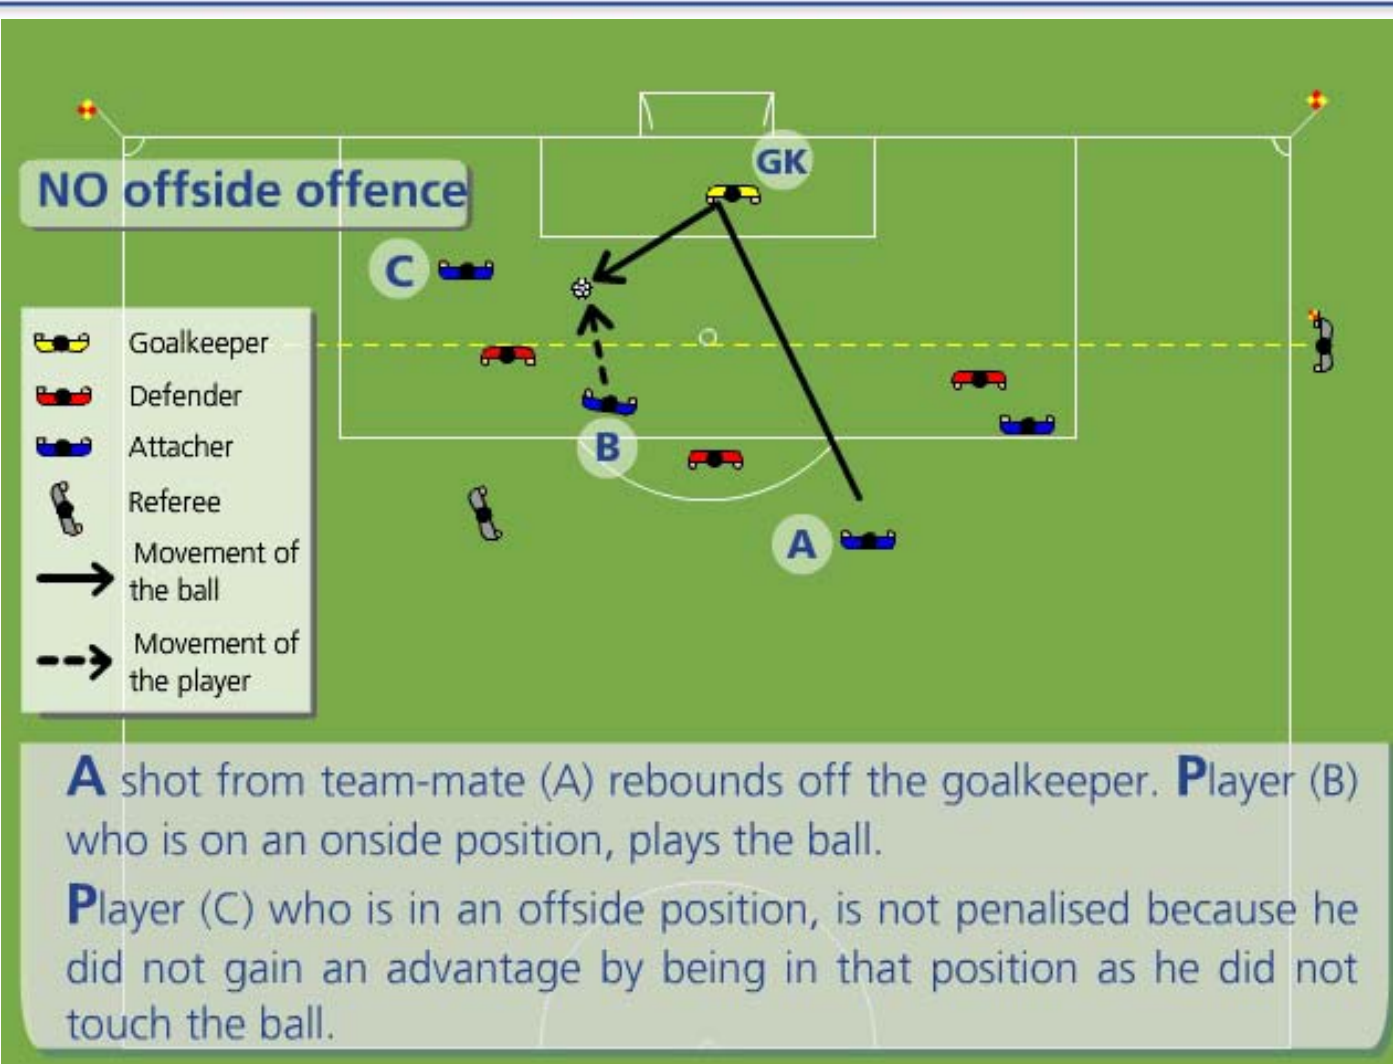 GK
NO offside offence
C
Goalkeeper
Defender
Attacher
B
Referee
A
Movement of
the ball
Movement of
the player
A shot from team-mate (A) rebounds off the goalkeeper. Player (B)
who is on an onside position, plays the ball.
Player (C) who is in an offside position, is not penalised because he
did not gain an advantage by being in that position as he did not
touch the ball.